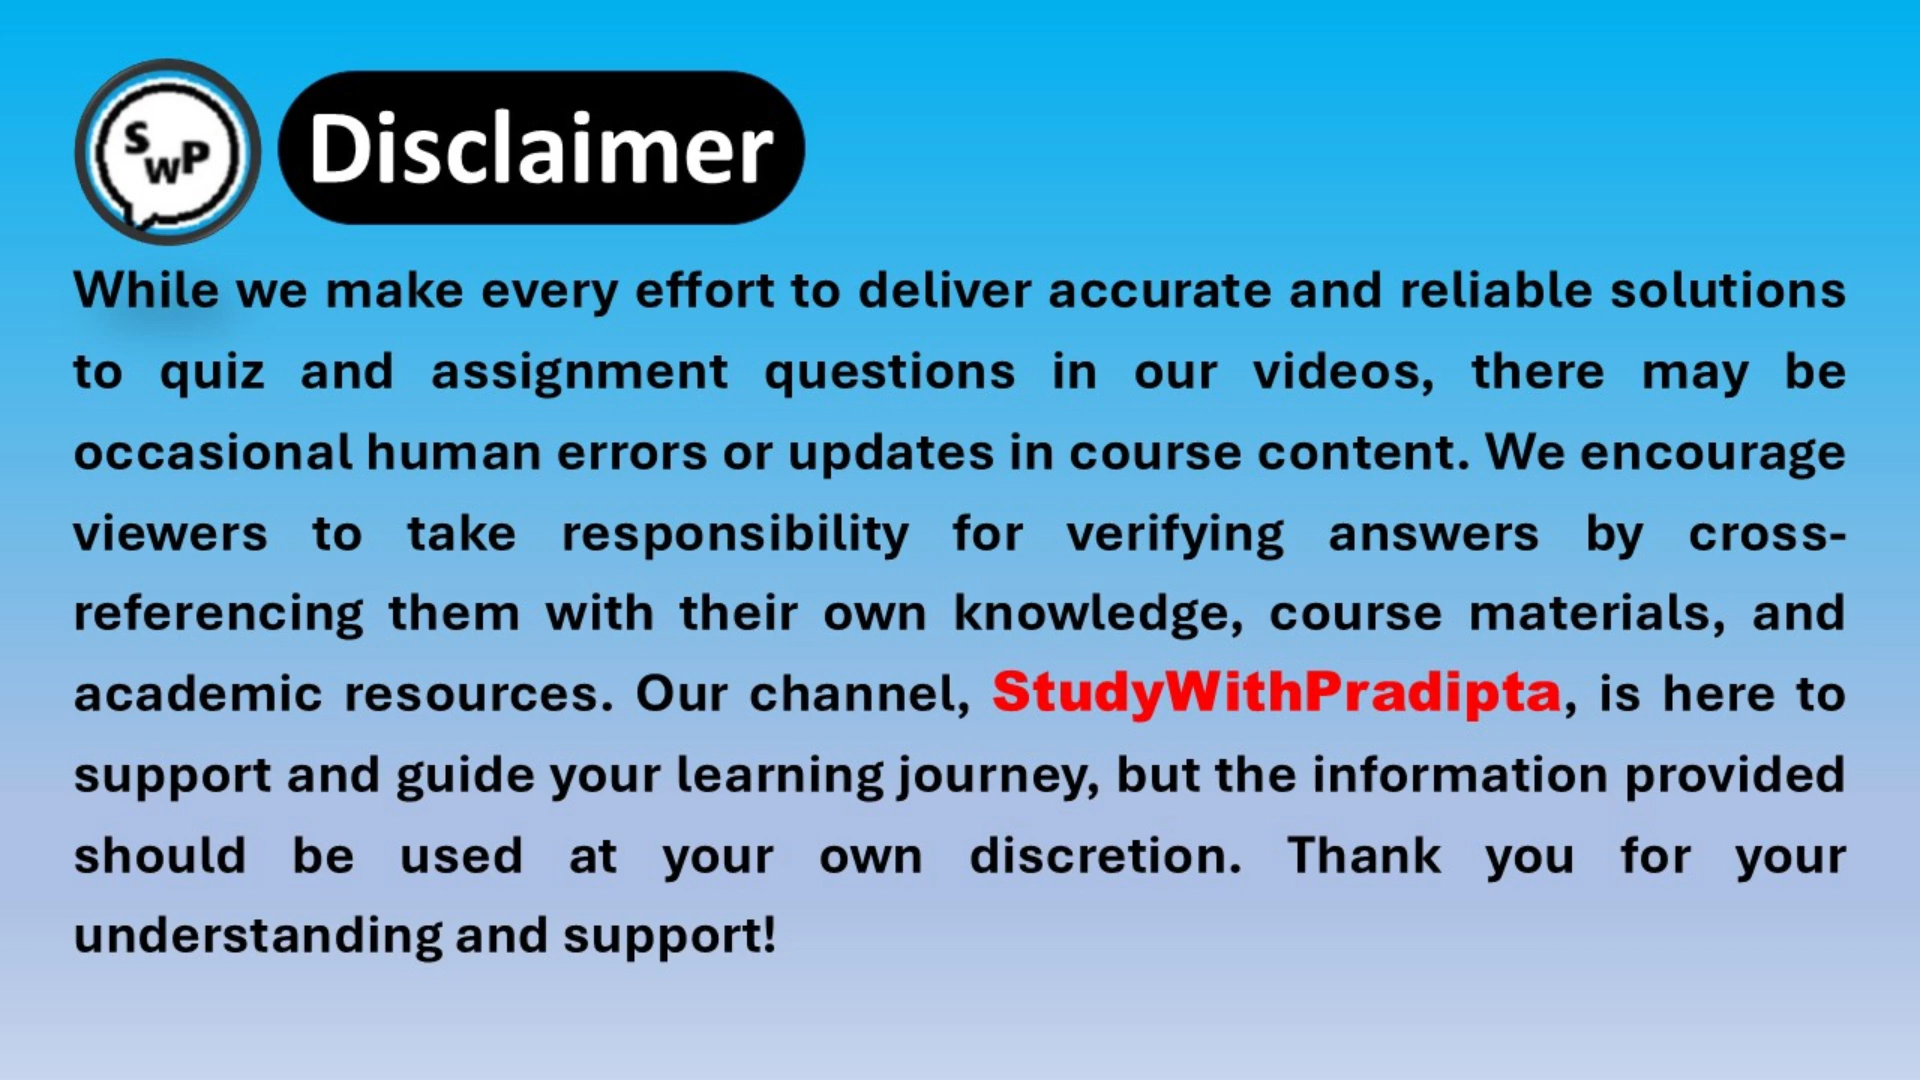 SWP
Disclaimer
While we make every effort to deliver accurate and reliable solutions
to quiz and assignment questions in our videos, there may be
occasional human errors or updates in course content. We encourage
viewers to take responsibility for verifying answers by cross-
referencing them with their own knowledge, course materials, and
academic resources. Our channel, StudyWithPradipta, is here to
support and guide your learning journey, but the information provided
should be used at your own discretion. Thank you for your
understanding and support!